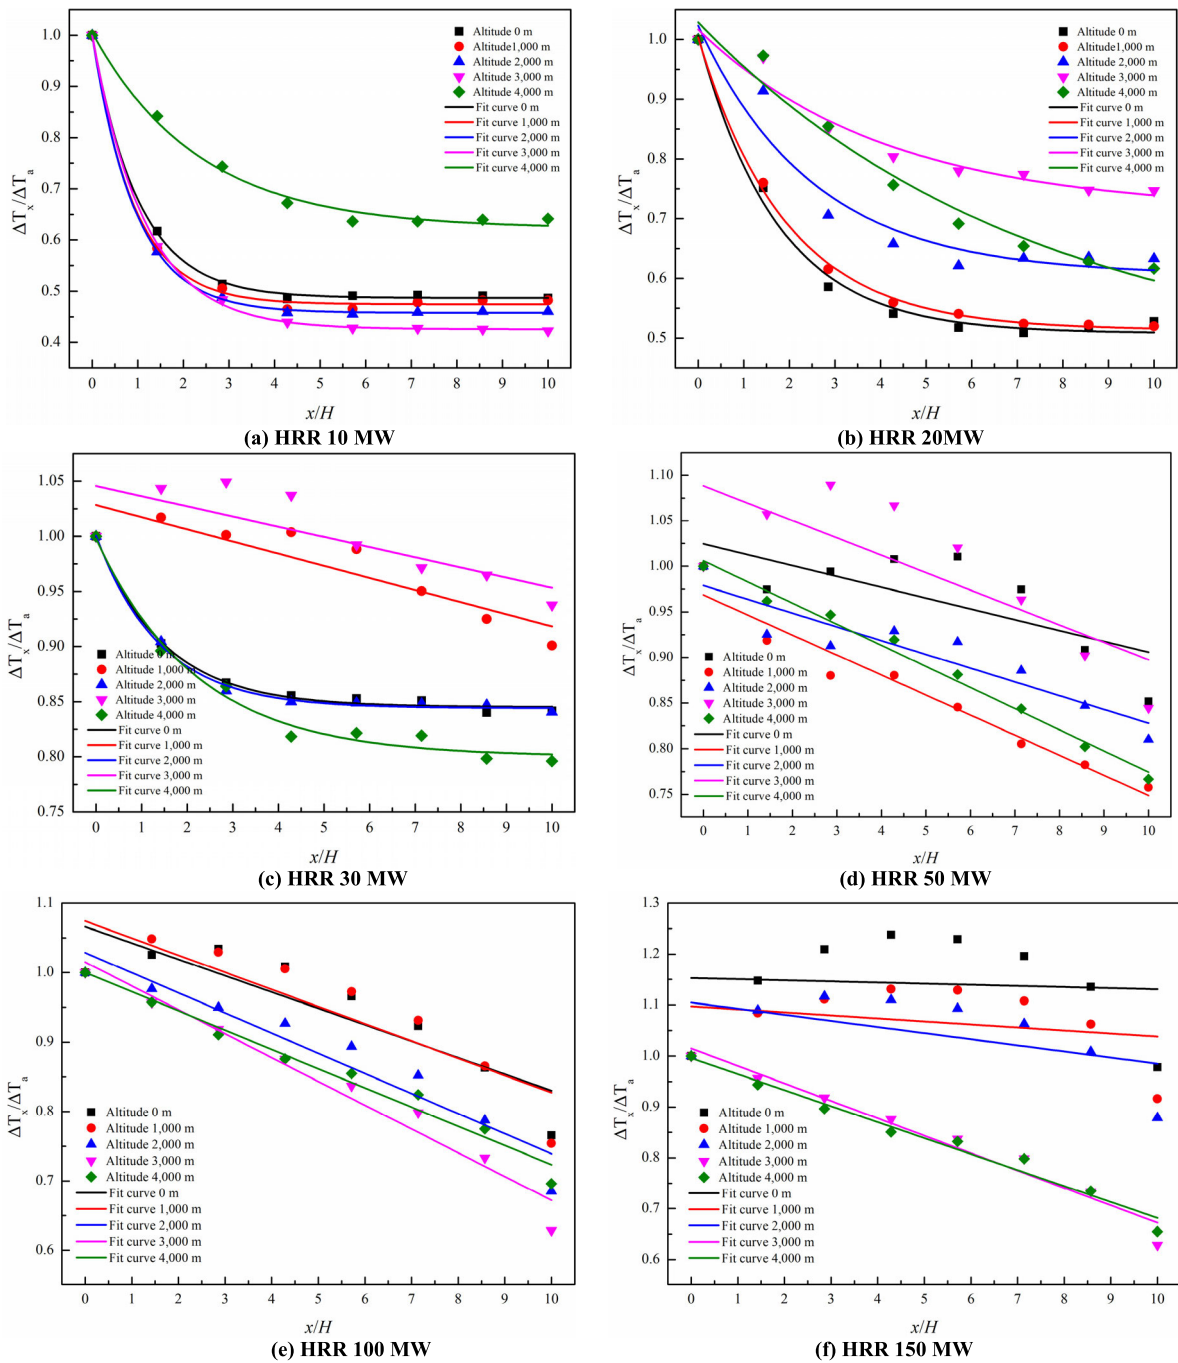 1.0
0.9
0.8
0.7
0.6
0.5
0.4
ΔTx/ΔTa
Altitude 0 m
Altitude1,000 m
Altitude 2,000 m
Altitude 3,000 m
Altitude 4,000 m
Fit curve 0 m
Fit curve 1,000 m
Fit curve 2,000 m
Fit curve 3,000 m
Fit curve 4,000 m
0 1 2 3 4 5 6 7 8 9 10
x/H
(a) HRR 10 MW
1.0
0.9
0.8
0.7
0.6
0.5
ΔTx/ΔTa
Altitude 0 m
Altitude1,000 m
Altitude 2,000 m
Altitude 3,000 m
Altitude 4,000 m
Fit curve 0 m
Fit curve 1,000 m
Fit curve 2,000 m
Fit curve 3,000 m
Fit curve 4,000 m
0 1 2 3 4 5 6 7 8 9 10
x/H
(b) HRR 20MW
1.05
1.00
0.95
0.90
0.85
0.80
0.75
ΔTx/ΔTa
Altitude 0 m
Altitude 1,000 m
Altitude 2,000 m
Altitude 3,000 m
Altitude 4,000 m
Fit curve 0 m
Fit curve 1,000 m
Fit curve 2,000 m
Fit curve 3,000 m
Fit curve 4,000 m
0 1 2 3 4 5 6 7 8 9 10
x/H
(c) HRR 30 MW
1.10
1.05
1.00
0.95
0.90
0.85
0.80
0.75
ΔTx/ΔTa
Altitude 0 m
Altitude 1,000 m
Altitude 2,000 m
Altitude 3,000 m
Altitude 4,000 m
Fit curve 0 m
Fit curve 1,000 m
Fit curve 2,000 m
Fit curve 3,000 m
Fit curve 4,000 m
0 1 2 3 4 5 6 7 8 9 10
x/H
(d) HRR 50 MW
1.1
1.0
0.9
0.8
0.7
0.6
ΔTx/ΔTa
Altitude 0 m
Altitude 1,000 m
Altitude 2,000 m
Altitude 3,000 m
Altitude 4,000 m
Fit curve 0 m
Fit curve 1,000 m
Fit curve 2,000 m
Fit curve 3,000 m
Fit curve 4,000 m
0 1 2 3 4 5 6 7 8 9 10
x/H
(e) HRR 100 MW
1.3
1.2
1.1
1.0
0.9
0.8
0.7
0.6
ΔTx/ΔTa
Altitude 0 m
Altitude 1,000 m
Altitude 2,000 m
Altitude 3,000 m
Altitude 4,000 m
Fit curve 0 m
Fit curve 1,000 m
Fit curve 2,000 m
Fit curve 3,000 m
Fit curve 4,000 m
0 1 2 3 4 5 6 7 8 9 10
x/H
(f) HRR 150 MW